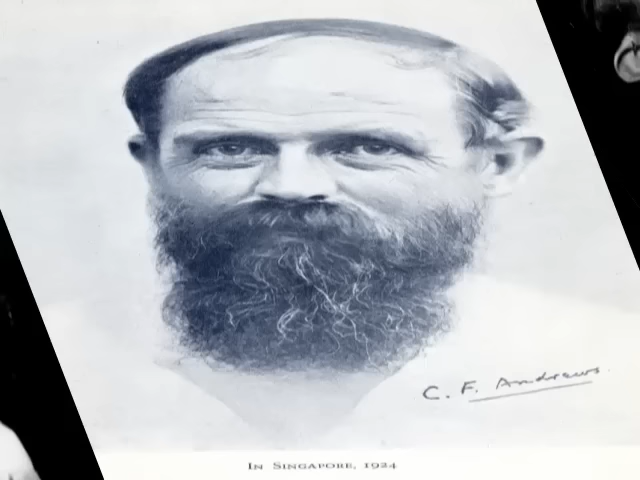 C. F. Andrews.
IN SINGAPORE, 1924